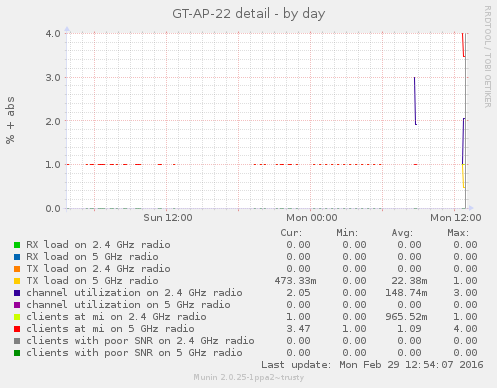 GT-AP-22 detail - by day
RRDTOOL / TOBI OETIKER
% + abs
4.0
3.0
2.0
1.0
0.0
Sun 12:00 Mon 00:00 Mon 12:00
Cur: Min: Avg: Max:
RX load on 2.4 GHz radio 0.00 0.00 0.00 0.00
RX load on 5 GHz radio 0.00 0.00 0.00 0.00
TX load on 2.4 GHz radio 0.00 0.00 0.00 0.00
TX load on 5 GHz radio 473.33m 0.00 22.38m 1.00
channel utilization on 2.4 GHz radio 2.05 0.00 148.74m 3.00
channel utilization on 5 GHz radio 0.00 0.00 0.00 0.00
clients at mi on 2.4 GHz radio 1.00 0.00 965.52m 1.00
clients at mi on 5 GHz radio 3.47 1.00 1.09 4.00
clients with poor SNR on 2.4 GHz radio 0.00 0.00 0.00 0.00
clients with poor SNR on 5 GHz radio 0.00 0.00 0.00 0.00
Last update: Mon Feb 29 12:54:07 2016
Munin 2.0.25-1ppa2~trusty